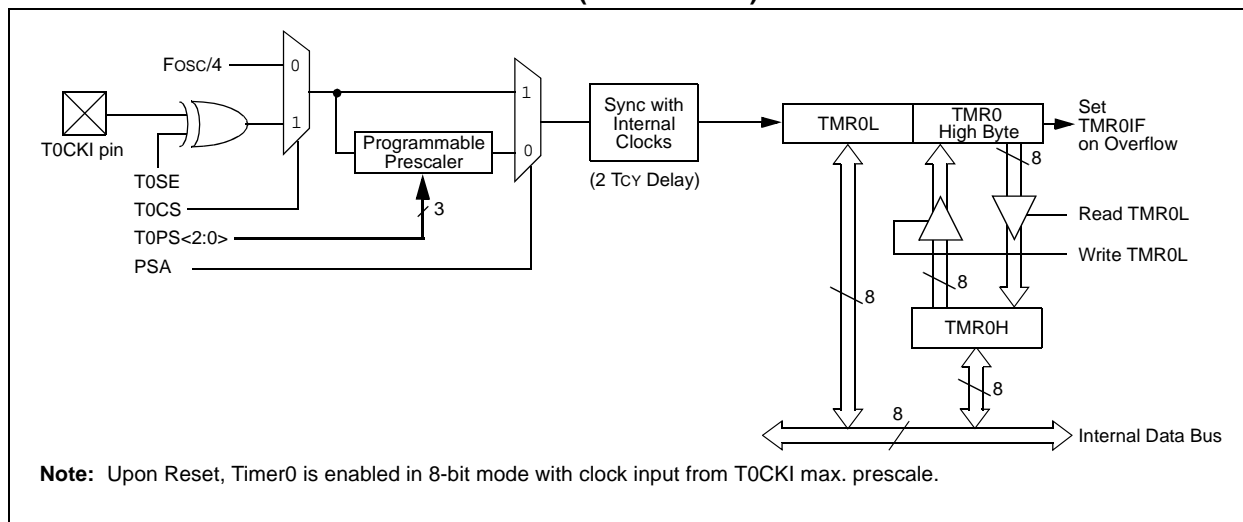 FOSC/4
0
1
T0CKI pin
T0SE
T0CS
T0PS<2:0>
PSA
Programmable
Prescaler
3
1
0
Sync with
Internal
Clocks
(2 TCY Delay)
TMR0L
TMR0
High Byte
Set
TMR0IF
on Overflow
8
Read TMR0L
Write TMR0L
8
8
TMR0H
8
8
Internal Data Bus
Note: Upon Reset, Timer0 is enabled in 8-bit mode with clock input from T0CKI max. prescale.